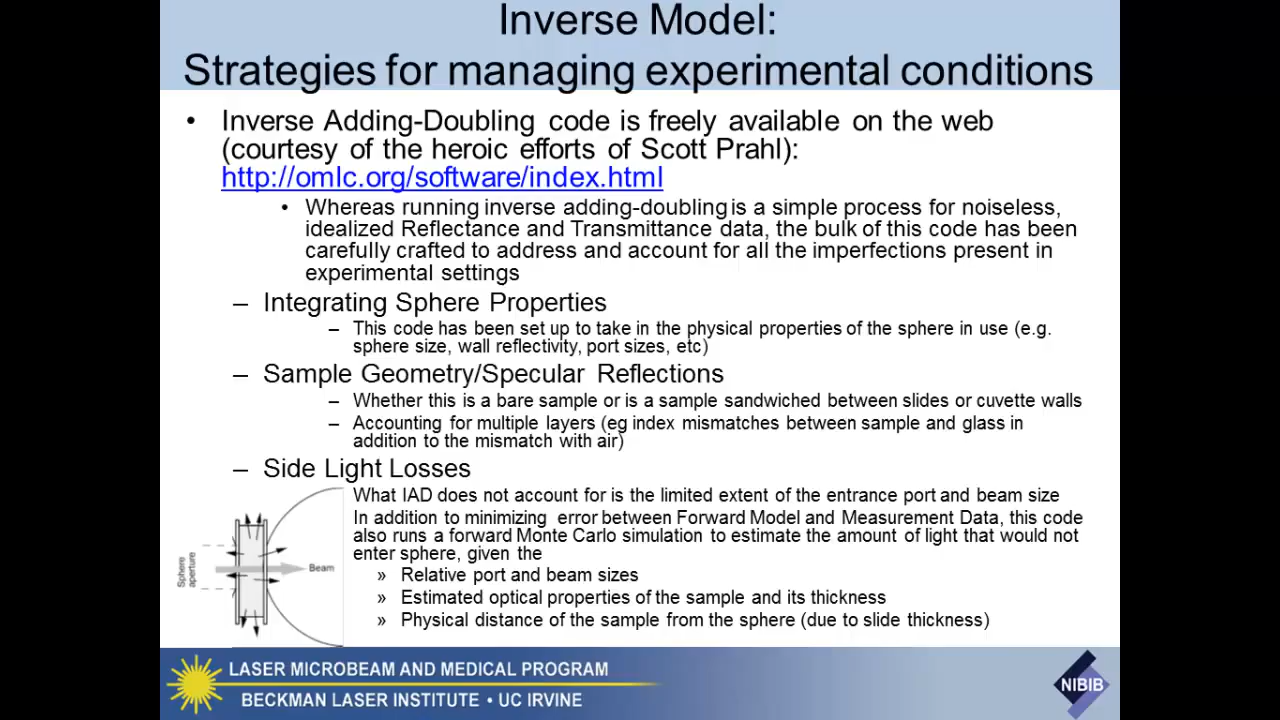 Inverse Model:
Strategies for managing experimental conditions
• Inverse Adding-Doubling code is freely available on the web
(courtesy of the heroic efforts of Scott Prahl):
http://omlc.org/software/index.html
• Whereas running inverse adding-doubling is a simple process for noiseless,
idealized Reflectance and Transmittance data, the bulk of this code has been
carefully crafted to address and account for all the imperfections present in
experimental settings
– Integrating Sphere Properties
– This code has been set up to take in the physical properties of the sphere in use (e.g.
sphere size, wall reflectivity, port sizes, etc)
– Sample Geometry/Specular Reflections
– Whether this is a bare sample or is a sample sandwiched between slides or cuvette walls
– Accounting for multiple layers (eg index mismatches between sample and glass in
addition to the mismatch with air)
– Side Light Losses
What IAD does not account for is the limited extent of the entrance port and beam size
In addition to minimizing error between Forward Model and Measurement Data, this code
also runs a forward Monte Carlo simulation to estimate the amount of light that would not
enter sphere, given the
» Relative port and beam sizes
» Estimated optical properties of the sample and its thickness
» Physical distance of the sample from the sphere (due to slide thickness)
Sphere
aperture
Beam
LASER MICROBEAM AND MEDICAL PROGRAM
BECKMAN LASER INSTITUTE • UC IRVINE
NIBIB